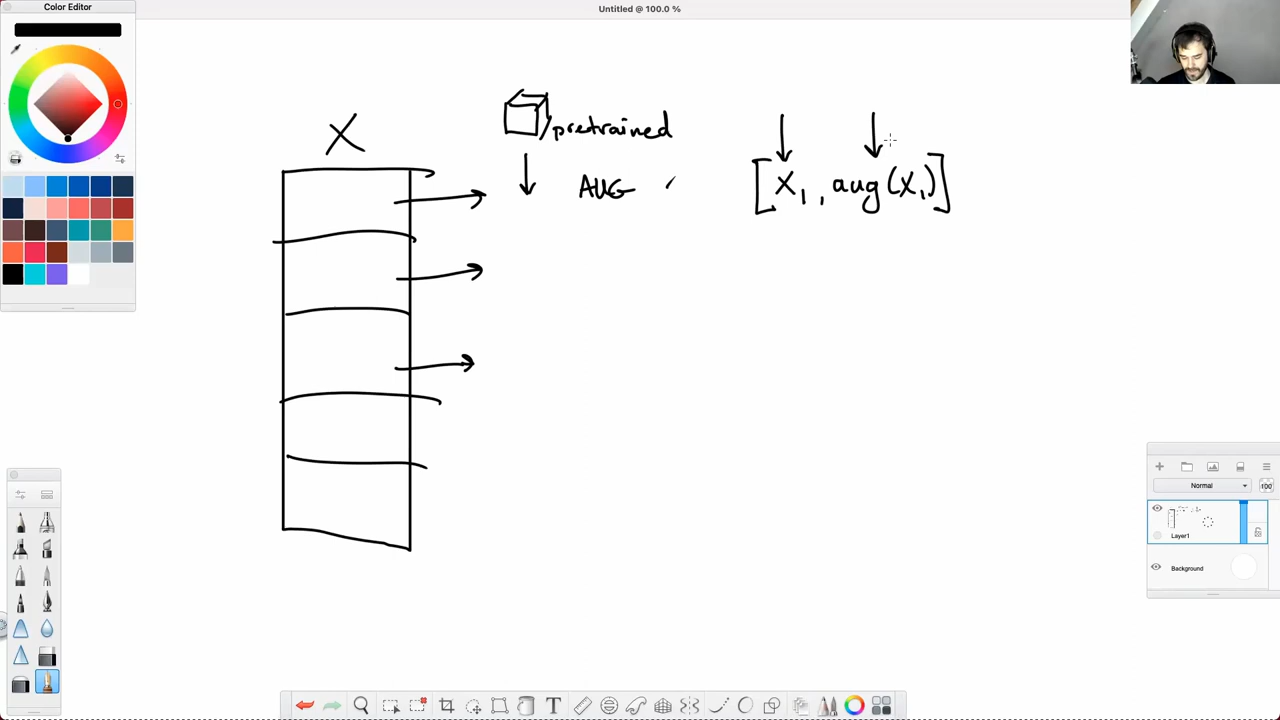 Color Editor
Untitled @ 100.0 %
X
pretrained
AUG
[X₁, aug(X₁)]
Normal
100
Layer1
Background
T